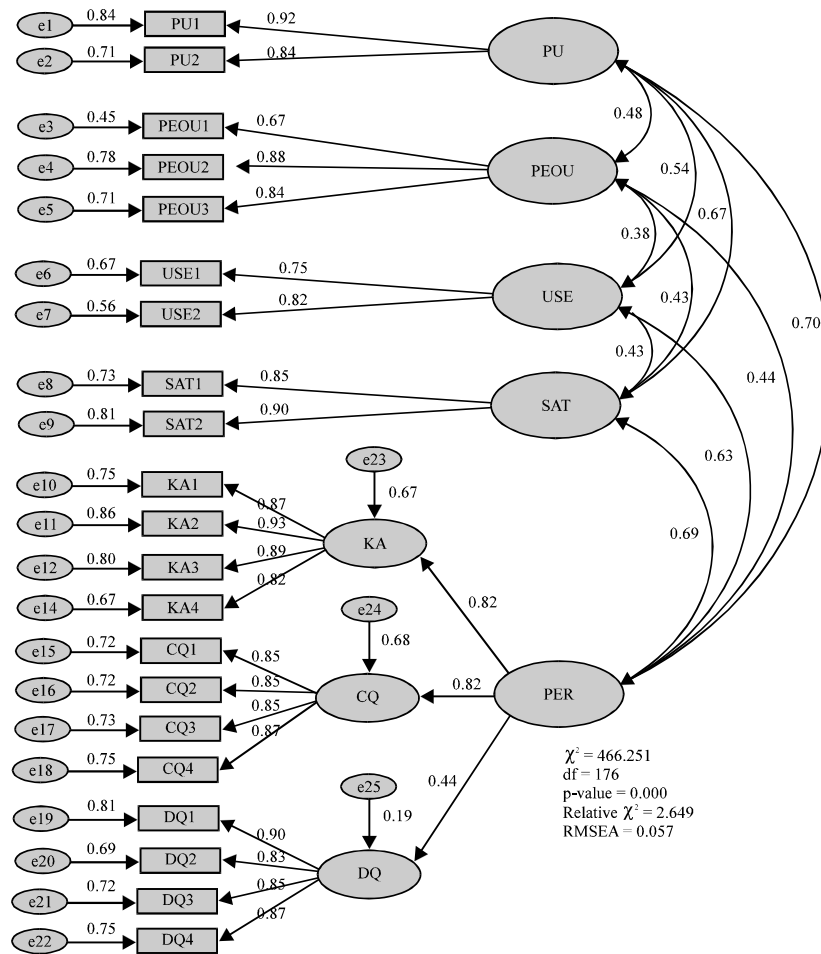 e1 0.84 PU1 0.92 PU
e2 0.71 PU2 0.84
0.48
e3 0.45 PEOU1 0.67
e4 0.78 PEOU2 0.88 PEOU 0.54
e5 0.71 PEOU3 0.84 0.67
0.38
e6 0.67 USE1 0.75 USE
e7 0.56 USE2 0.82 0.43
0.70
0.43
e8 0.73 SAT1 0.85 SAT 0.44
e9 0.81 SAT2 0.90
e23 0.63
e10 0.75 KA1 0.87 0.67
e11 0.86 KA2 0.93 KA 0.69
e12 0.80 KA3 0.89
e14 0.67 KA4 0.82 0.82
e24
e15 0.72 CQ1 0.85 0.68
e16 0.72 CQ2 0.85 CQ 0.82 PER
e17 0.73 CQ3 0.85
e18 0.75 CQ4 0.87
e25 0.44
e19 0.81 DQ1 0.90 0.19
e20 0.69 DQ2 0.83 DQ
e21 0.72 DQ3 0.85
e22 0.75 DQ4 0.87
χ² = 466.251
df = 176
p-value = 0.000
Relative χ² = 2.649
RMSEA = 0.057